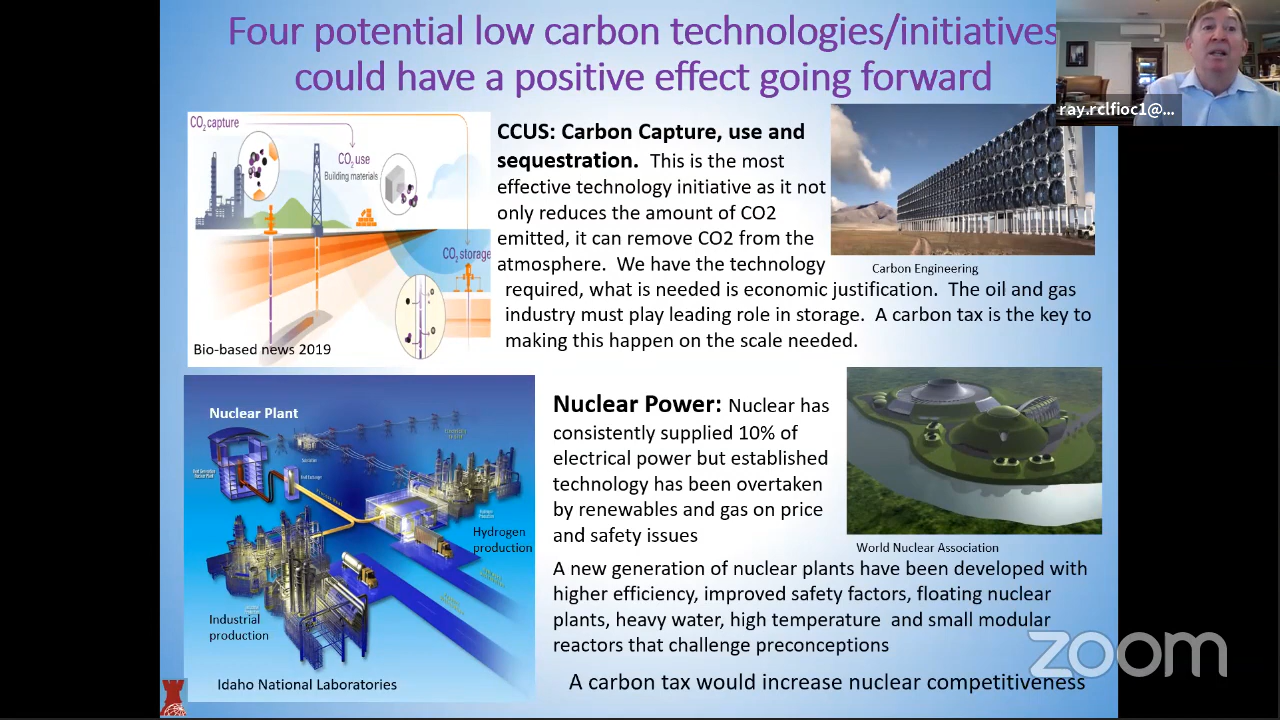 Four potential low carbon technologies/initiatives
could have a positive effect going forward
ray.rclfioc1@...
CO2 capture
CO2 use
Building materials
CO2 storage
Bio-based news 2019
CCUS: Carbon Capture, use and
sequestration. This is the most
effective technology initiative as it not
only reduces the amount of CO2
emitted, it can remove CO2 from the
atmosphere. We have the technology
required, what is needed is economic justification. The oil and gas
industry must play leading role in storage. A carbon tax is the key to
making this happen on the scale needed.
Carbon Engineering
Nuclear Plant
Hydrogen
production
Industrial
production
Idaho National Laboratories
Nuclear Power: Nuclear has
consistently supplied 10% of
electrical power but established
technology has been overtaken
by renewables and gas on price
and safety issues
World Nuclear Association
A new generation of nuclear plants have been developed with
higher efficiency, improved safety factors, floating nuclear
plants, heavy water, high temperature and small modular
reactors that challenge preconceptions
A carbon tax would increase nuclear competitiveness
zoom